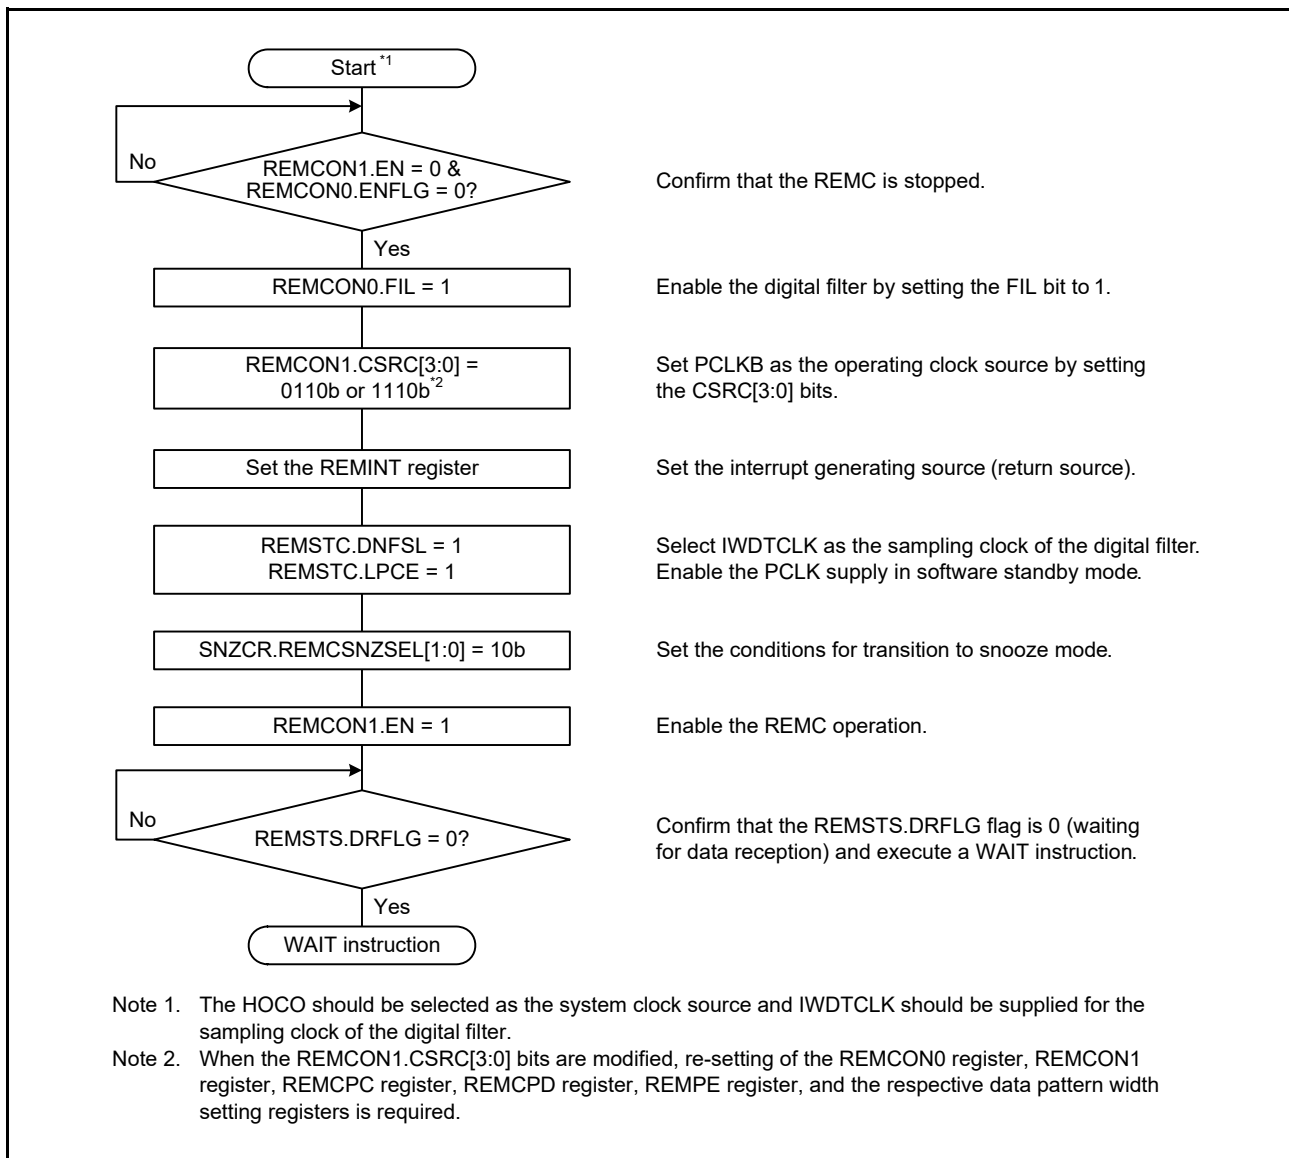 Start *1
No
REMCON1.EN = 0 &
REMCON0.ENFLG = 0?
Confirm that the REMC is stopped.
Yes
REMCON0.FIL = 1
Enable the digital filter by setting the FIL bit to 1.
REMCON1.CSRC[3:0] =
0110b or 1110b*2
Set PCLKB as the operating clock source by setting
the CSRC[3:0] bits.
Set the REMINT register
Set the interrupt generating source (return source).
REMSTC.DNFSL = 1
REMSTC.LPCE = 1
Select IWDTCLK as the sampling clock of the digital filter.
Enable the PCLK supply in software standby mode.
SNZCR.REMCSNZSEL[1:0] = 10b
Set the conditions for transition to snooze mode.
REMCON1.EN = 1
Enable the REMC operation.
No
REMSTS.DRFLG = 0?
Confirm that the REMSTS.DRFLG flag is 0 (waiting
for data reception) and execute a WAIT instruction.
Yes
WAIT instruction
Note 1. The HOCO should be selected as the system clock source and IWDTCLK should be supplied for the
sampling clock of the digital filter.
Note 2. When the REMCON1.CSRC[3:0] bits are modified, re-setting of the REMCON0 register, REMCON1
register, REMCPC register, REMCPD register, REMPE register, and the respective data pattern width
setting registers is required.